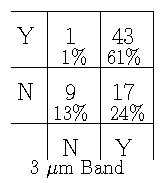 Y 1 43
1% 61%
N 9 17
13% 24%
N Y
3 μm Band